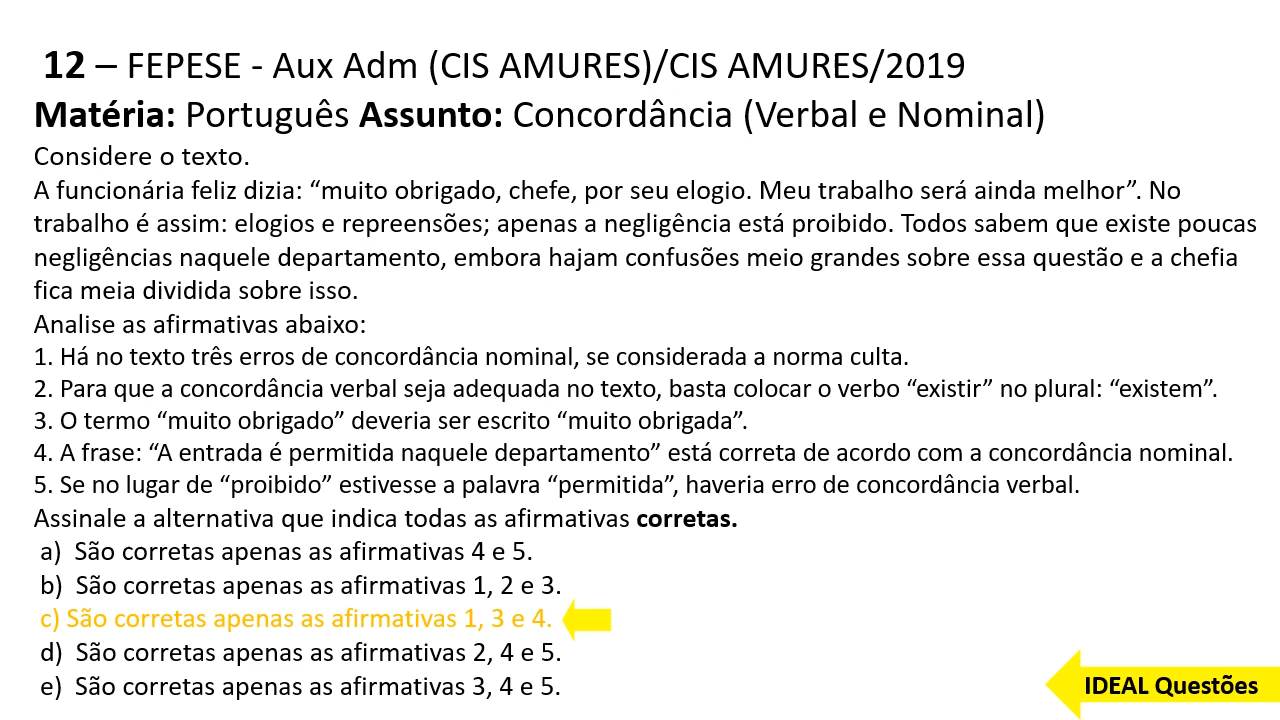 12 – FEPESE - Aux Adm (CIS AMURES)/CIS AMURES/2019
Matéria: Português Assunto: Concordância (Verbal e Nominal)
Considere o texto.
A funcionária feliz dizia: “muito obrigado, chefe, por seu elogio. Meu trabalho será ainda melhor”. No
trabalho é assim: elogios e repreensões; apenas a negligência está proibido. Todos sabem que existe poucas
negligências naquele departamento, embora hajam confusões meio grandes sobre essa questão e a chefia
fica meia dividida sobre isso.
Analise as afirmativas abaixo:
1. Há no texto três erros de concordância nominal, se considerada a norma culta.
2. Para que a concordância verbal seja adequada no texto, basta colocar o verbo “existir” no plural: “existem”.
3. O termo “muito obrigado” deveria ser escrito “muito obrigada”.
4. A frase: “A entrada é permitida naquele departamento” está correta de acordo com a concordância nominal.
5. Se no lugar de “proibido” estivesse a palavra “permitida”, haveria erro de concordância verbal.
Assinale a alternativa que indica todas as afirmativas corretas.
a) São corretas apenas as afirmativas 4 e 5.
b) São corretas apenas as afirmativas 1, 2 e 3.
c) São corretas apenas as afirmativas 1, 3 e 4.
d) São corretas apenas as afirmativas 2, 4 e 5.
e) São corretas apenas as afirmativas 3, 4 e 5.
IDEAL Questões